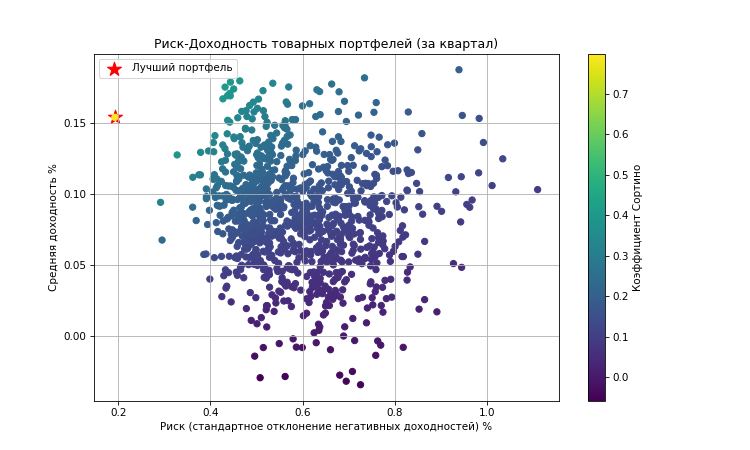 Риск-Доходность товарных портфелей (за квартал)
Лучший портфель
Средняя доходность %
0.15
0.10
0.05
0.00
0.2 0.4 0.6 0.8 1.0
Риск (стандартное отклонение негативных доходностей) %
0.7
0.6
0.5
0.4
0.3
0.2
0.1
0.0
Коэффициент Сортино